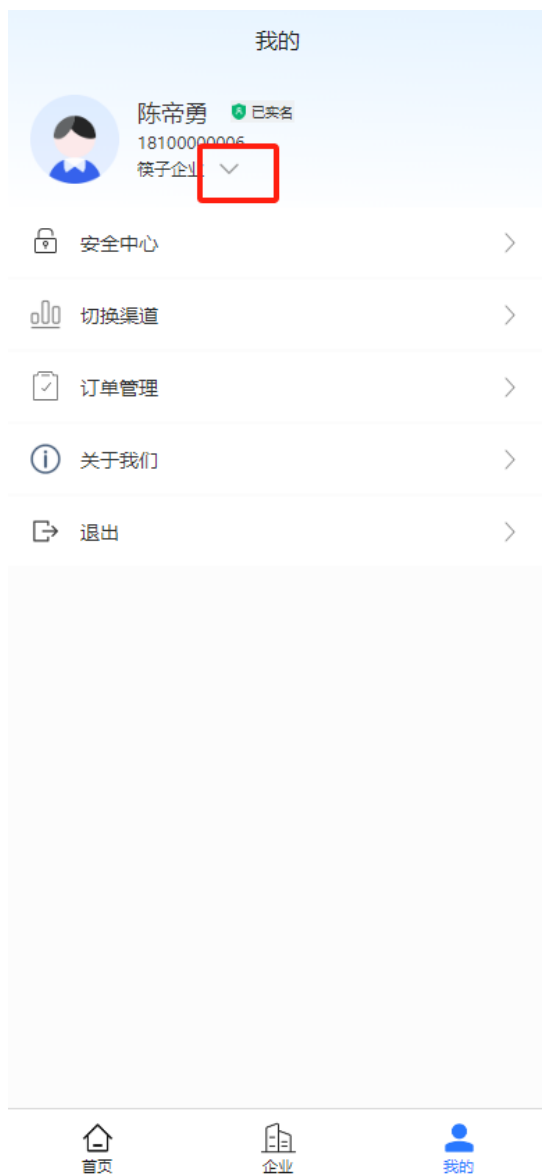 我的
陈帝勇 已实名
18100000006
筷子企业
安全中心
切换渠道
订单管理
关于我们
退出
首页 企业 我的